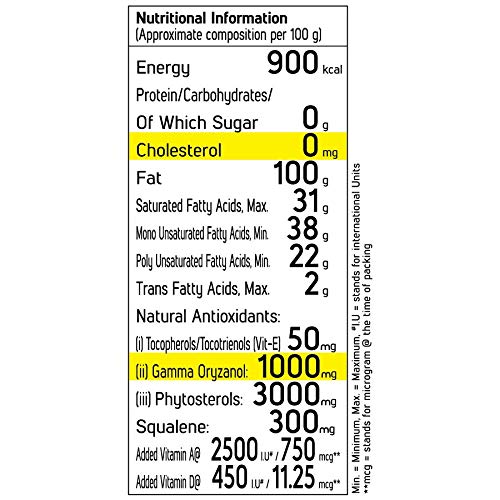 Nutritional Information
(Approximate composition per 100 g)
Energy 900 kcal
Protein/Carbohydrates/
Of Which Sugar 0 g
Cholesterol 0 mg
Fat 100 g
Saturated Fatty Acids, Max. 31 g
Mono Unsaturated Fatty Acids, Min. 38 g
Poly Unsaturated Fatty Acids, Min. 22 g
Trans Fatty Acids, Max. 2 g
Natural Antioxidants:
(i) Tocopherols/Tocotrienols (Vit-E) 50 mg
(ii) Gamma Oryzanol: 1000 mg
(iii) Phytosterols: 3000 mg
Squalene: 300 mg
Added Vitamin A@ 2500 I.U# / 750 mcg**
Added Vitamin D@ 450 I.U# / 11.25 mcg**
Min. = Minimum, Max. = Maximum, #I.U = stands for international Units
**mcg = stands for microgram @ the time of packing